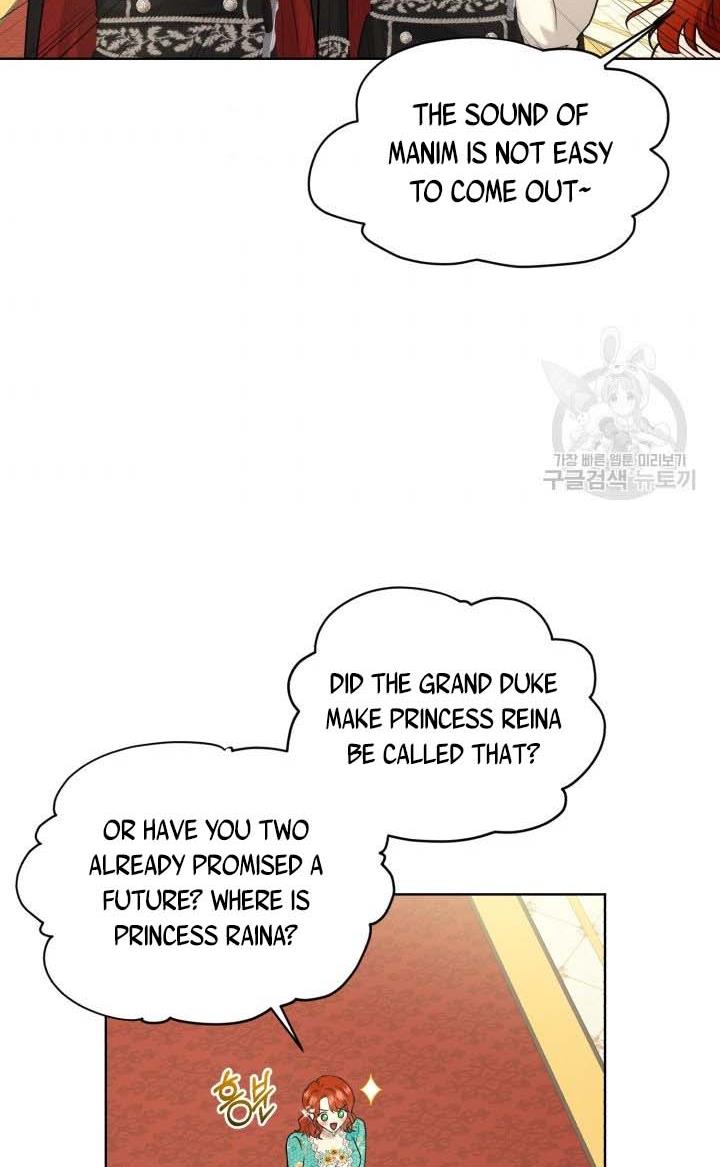 THE SOUND OF
MANIM IS NOT EASY
TO COME OUT~
가장 빠른 웹툰 미리보기
구글검색 뉴토끼
DID THE GRAND DUKE
MAKE PRINCESS REINA
BE CALLED THAT?
OR HAVE YOU TWO
ALREADY PROMISED A
FUTURE? WHERE IS
PRINCESS RAINA?
흥분